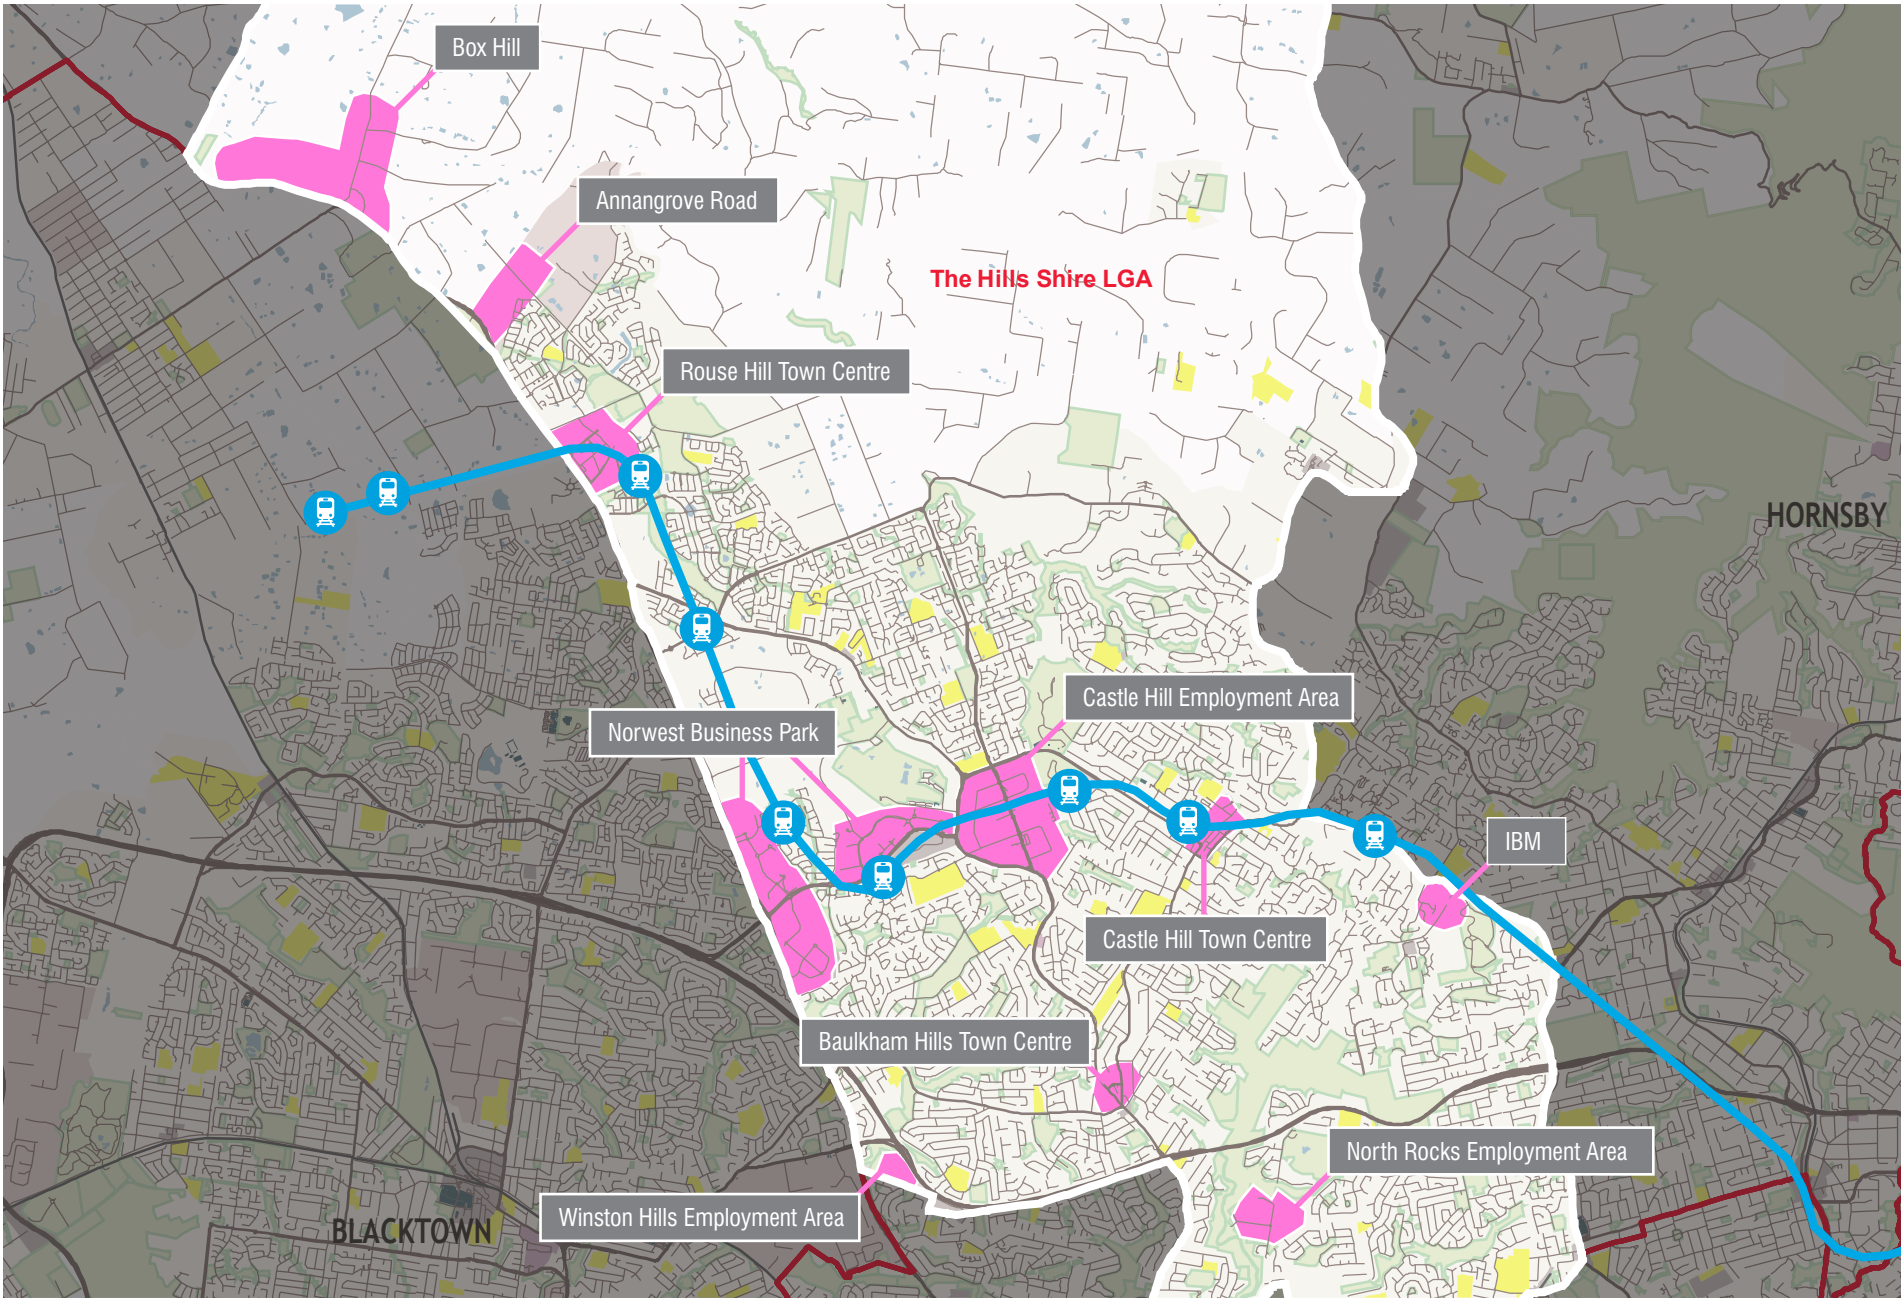 Box Hill
Annangrove Road
The Hills Shire LGA
Rouse Hill Town Centre
HORNSBY
Castle Hill Employment Area
Norwest Business Park
IBM
Castle Hill Town Centre
Baulkham Hills Town Centre
North Rocks Employment Area
Winston Hills Employment Area
BLACKTOWN